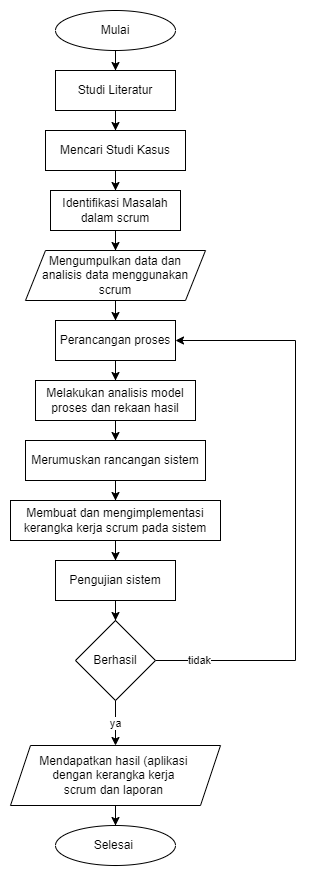 Mulai
Studi Literatur
Mencari Studi Kasus
Identifikasi Masalah
dalam scrum
Mengumpulkan data dan
analisis data menggunakan
scrum
Perancangan proses
Melakukan analisis model
proses dan rekaan hasil
Merumuskan rancangan sistem
Membuat dan mengimplementasi
kerangka kerja scrum pada sistem
Pengujian sistem
Berhasil
tidak
ya
Mendapatkan hasil (aplikasi
dengan kerangka kerja
scrum dan laporan
Selesai